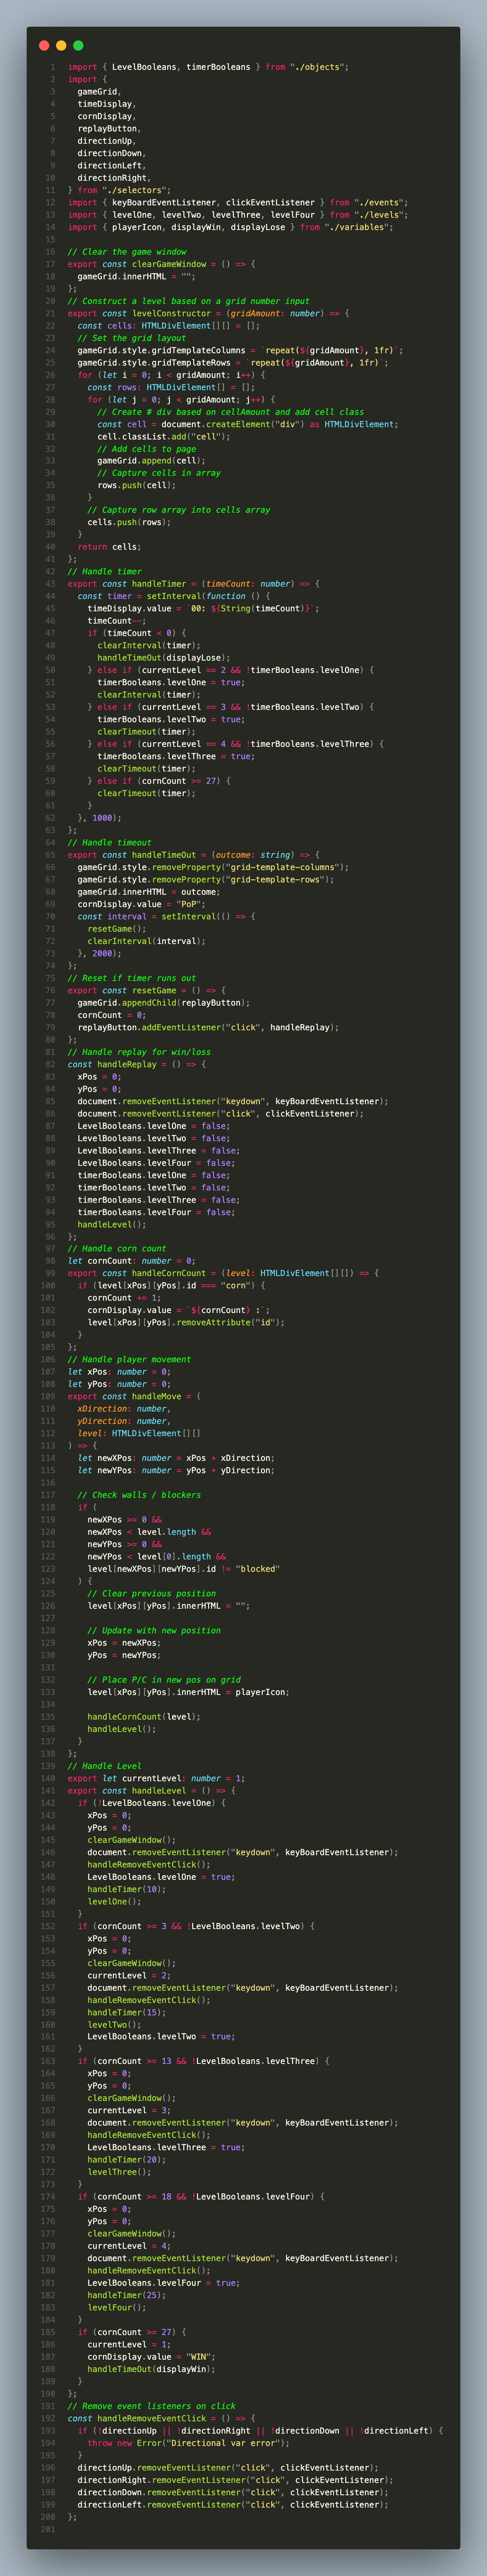 1 import { LevelBooleans, timerBooleans } from "./objects";
2 import {
3   gameGrid,
4   timeDisplay,
5   cornDisplay,
6   replayButton,
7   directionUp,
8   directionDown,
9   directionLeft,
10   directionRight,
11 } from "./selectors";
12 import { keyBoardEventListener, clickEventListener } from "./events";
13 import { levelOne, levelTwo, levelThree, levelFour } from "./levels";
14 import { playerIcon, displayWin, displayLose } from "./variables";
15
16 // Clear the game window
17 export const clearGameWindow = () => {
18   gameGrid.innerHTML = "";
19 };
20 // Construct a level based on a grid number input
21 export const levelConstructor = (gridAmount: number) => {
22   const cells: HTMLDivElement[][] = [];
23   // Set the grid layout
24   gameGrid.style.gridTemplateColumns = `repeat(${gridAmount}, 1fr)`;
25   gameGrid.style.gridTemplateRows = `repeat(${gridAmount}, 1fr)`;
26   for (let i = 0; i < gridAmount; i++) {
27     const rows: HTMLDivElement[] = [];
28     for (let j = 0; j < gridAmount; j++) {
29       // Create # div based on cellAmount and add cell class
30       const cell = document.createElement("div") as HTMLDivElement;
31       cell.classList.add("cell");
32       // Add cells to page
33       gameGrid.append(cell);
34       // Capture cells in array
35       rows.push(cell);
36     }
37     // Capture row array into cells array
38     cells.push(rows);
39   }
40   return cells;
41 };
42 // Handle timer
43 export const handleTimer = (timeCount: number) => {
44   const timer = setInterval(function () {
45     timeDisplay.value = `00: ${String(timeCount)}`;
46     timeCount--;
47     if (timeCount < 0) {
48       clearInterval(timer);
49       handleTimeOut(displayLose);
50     } else if (currentLevel == 2 && !timerBooleans.levelOne) {
51       timerBooleans.levelOne = true;
52       clearInterval(timer);
53     } else if (currentLevel == 3 && !timerBooleans.levelTwo) {
54       timerBooleans.levelTwo = true;
55       clearTimeout(timer);
56     } else if (currentLevel == 4 && !timerBooleans.levelThree) {
57       timerBooleans.levelThree = true;
58       clearTimeout(timer);
59     } else if (cornCount >= 27) {
60       clearTimeout(timer);
61     }
62   }, 1000);
63 };
64 // Handle timeout
65 export const handleTimeOut = (outcome: string) => {
66   gameGrid.style.removeProperty("grid-template-columns");
67   gameGrid.style.removeProperty("grid-template-rows");
68   gameGrid.innerHTML = outcome;
69   cornDisplay.value = "PoP";
70   const interval = setInterval(() => {
71     resetGame();
72     clearInterval(interval);
73   }, 2000);
74 };
75 // Reset if timer runs out
76 export const resetGame = () => {
77   gameGrid.appendChild(replayButton);
78   cornCount = 0;
79   replayButton.addEventListener("click", handleReplay);
80 };
81 // Handle replay for win/loss
82 const handleReplay = () => {
83   xPos = 0;
84   yPos = 0;
85   document.removeEventListener("keydown", keyBoardEventListener);
86   document.removeEventListener("click", clickEventListener);
87   LevelBooleans.levelOne = false;
88   LevelBooleans.levelTwo = false;
89   LevelBooleans.levelThree = false;
90   LevelBooleans.levelFour = false;
91   timerBooleans.levelOne = false;
92   timerBooleans.levelTwo = false;
93   timerBooleans.levelThree = false;
94   timerBooleans.levelFour = false;
95   handleLevel();
96 };
97 // Handle corn count
98 let cornCount: number = 0;
99 export const handleCornCount = (level: HTMLDivElement[][]) => {
100   if (level[xPos][yPos].id === "corn") {
101     cornCount += 1;
102     cornDisplay.value = `${cornCount} :`;
103     level[xPos][yPos].removeAttribute("id");
104   }
105 };
106 // Handle player movement
107 let xPos: number = 0;
108 let yPos: number = 0;
109 export const handleMove = (
110   xDirection: number,
111   yDirection: number,
112   level: HTMLDivElement[][]
113 ) => {
114   let newXPos: number = xPos + xDirection;
115   let newYPos: number = yPos + yDirection;
116
117   // Check walls / blockers
118   if (
119     newXPos >= 0 &&
120     newXPos < level.length &&
121     newYPos >= 0 &&
122     newYPos < level[0].length &&
123     level[newXPos][newYPos].id != "blocked"
124   ) {
125     // Clear previous position
126     level[xPos][yPos].innerHTML = "";
127
128     // Update with new position
129     xPos = newXPos;
130     yPos = newYPos;
131
132     // Place P/C in new pos on grid
133     level[xPos][yPos].innerHTML = playerIcon;
134
135     handleCornCount(level);
136     handleLevel();
137   }
138 };
139 // Handle Level
140 export let currentLevel: number = 1;
141 export const handleLevel = () => {
142   if (!LevelBooleans.levelOne) {
143     xPos = 0;
144     yPos = 0;
145     clearGameWindow();
146     document.removeEventListener("keydown", keyBoardEventListener);
147     handleRemoveEventClick();
148     LevelBooleans.levelOne = true;
149     handleTimer(10);
150     levelOne();
151   }
152   if (cornCount >= 3 && !LevelBooleans.levelTwo) {
153     xPos = 0;
154     yPos = 0;
155     clearGameWindow();
156     currentLevel = 2;
157     document.removeEventListener("keydown", keyBoardEventListener);
158     handleRemoveEventClick();
159     handleTimer(15);
160     levelTwo();
161     LevelBooleans.levelTwo = true;
162   }
163   if (cornCount >= 13 && !LevelBooleans.levelThree) {
164     xPos = 0;
165     yPos = 0;
166     clearGameWindow();
167     currentLevel = 3;
168     document.removeEventListener("keydown", keyBoardEventListener);
169     handleRemoveEventClick();
170     LevelBooleans.levelThree = true;
171     handleTimer(20);
172     levelThree();
173   }
174   if (cornCount >= 18 && !LevelBooleans.levelFour) {
175     xPos = 0;
176     yPos = 0;
177     clearGameWindow();
178     currentLevel = 4;
179     document.removeEventListener("keydown", keyBoardEventListener);
180     handleRemoveEventClick();
181     LevelBooleans.levelFour = true;
182     handleTimer(25);
183     levelFour();
184   }
185   if (cornCount >= 27) {
186     currentLevel = 1;
187     cornDisplay.value = "WIN";
188     handleTimeOut(displayWin);
189   }
190 };
191 // Remove event listeners on click
192 const handleRemoveEventClick = () => {
193   if (!directionUp || !directionRight || !directionDown || !directionLeft) {
194     throw new Error("Directional var error");
195   }
196   directionUp.removeEventListener("click", clickEventListener);
197   directionRight.removeEventListener("click", clickEventListener);
198   directionDown.removeEventListener("click", clickEventListener);
199   directionLeft.removeEventListener("click", clickEventListener);
200 };
201